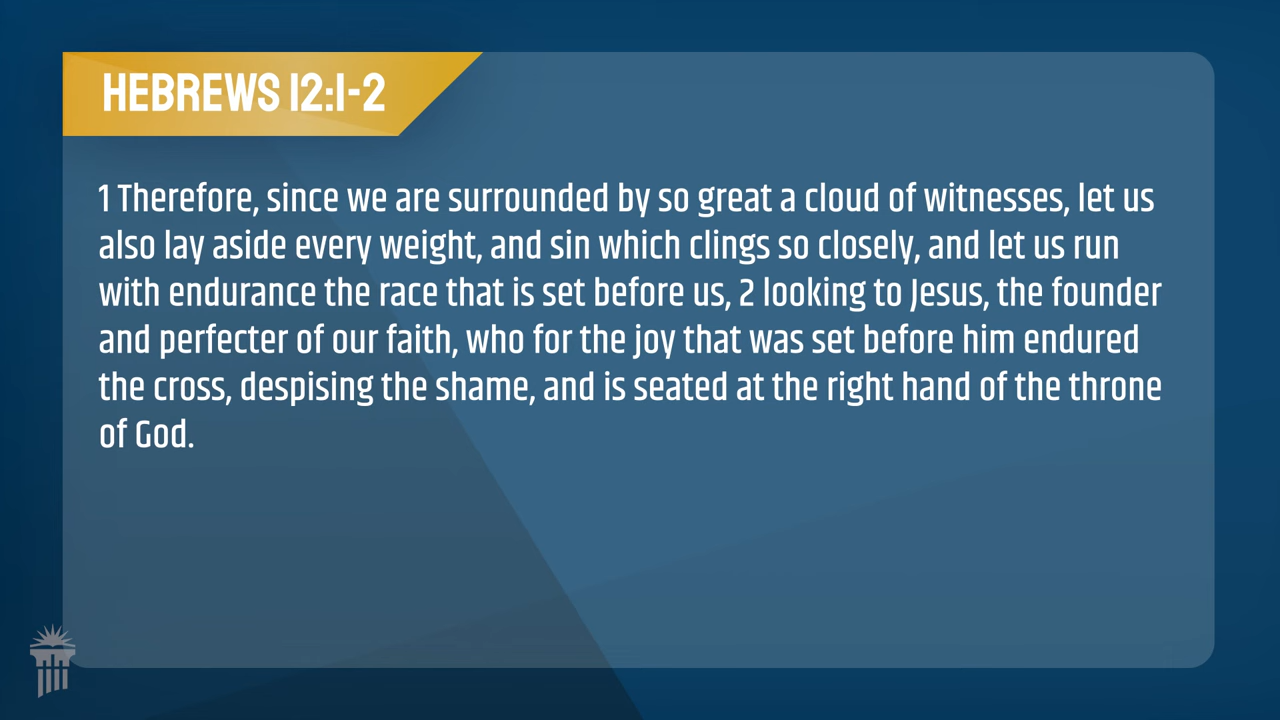 HEBREWS 12:1-2
1 Therefore, since we are surrounded by so great a cloud of witnesses, let us
also lay aside every weight, and sin which clings so closely, and let us run
with endurance the race that is set before us, 2 looking to Jesus, the founder
and perfecter of our faith, who for the joy that was set before him endured
the cross, despising the shame, and is seated at the right hand of the throne
of God.